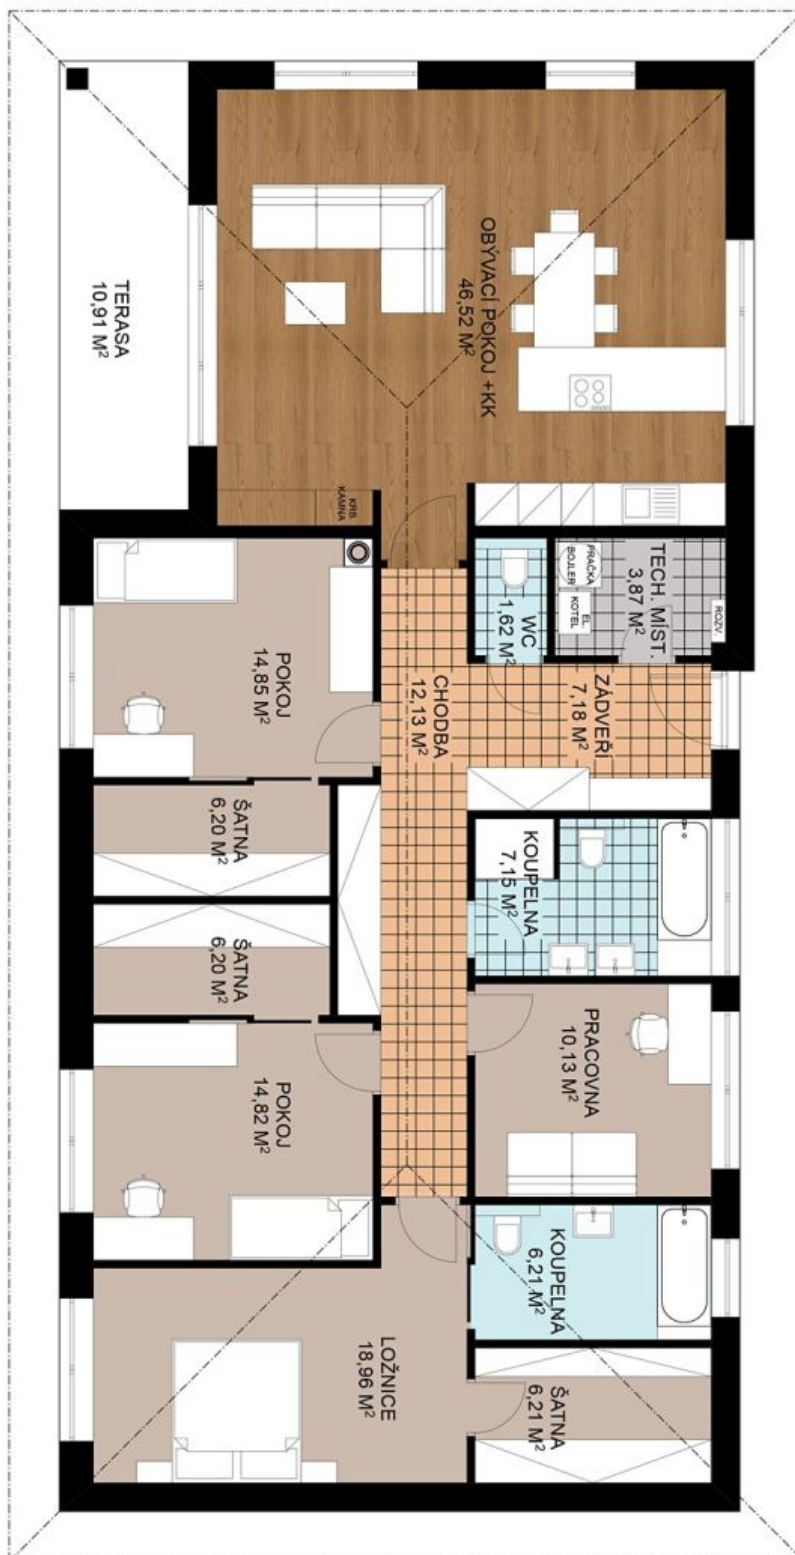 TERASA
10,91 M²
OBÝVACÍ POKOJ +KK
46,52 M²
KRB.
KAMNA
TECH. MÍST.
3,87 M²
PRAČKA
BOJLER
EL.
KOTEL
ROZV.
WC
1,62 M²
ZÁDVEŘÍ
7,18 M²
CHODBA
12,13 M²
POKOJ
14,85 M²
ŠATNA
6,20 M²
ŠATNA
6,20 M²
KOUPELNA
7,15 M²
POKOJ
14,82 M²
PRACOVNA
10,13 M²
KOUPELNA
6,21 M²
LOŽNICE
18,96 M²
ŠATNA
6,21 M²